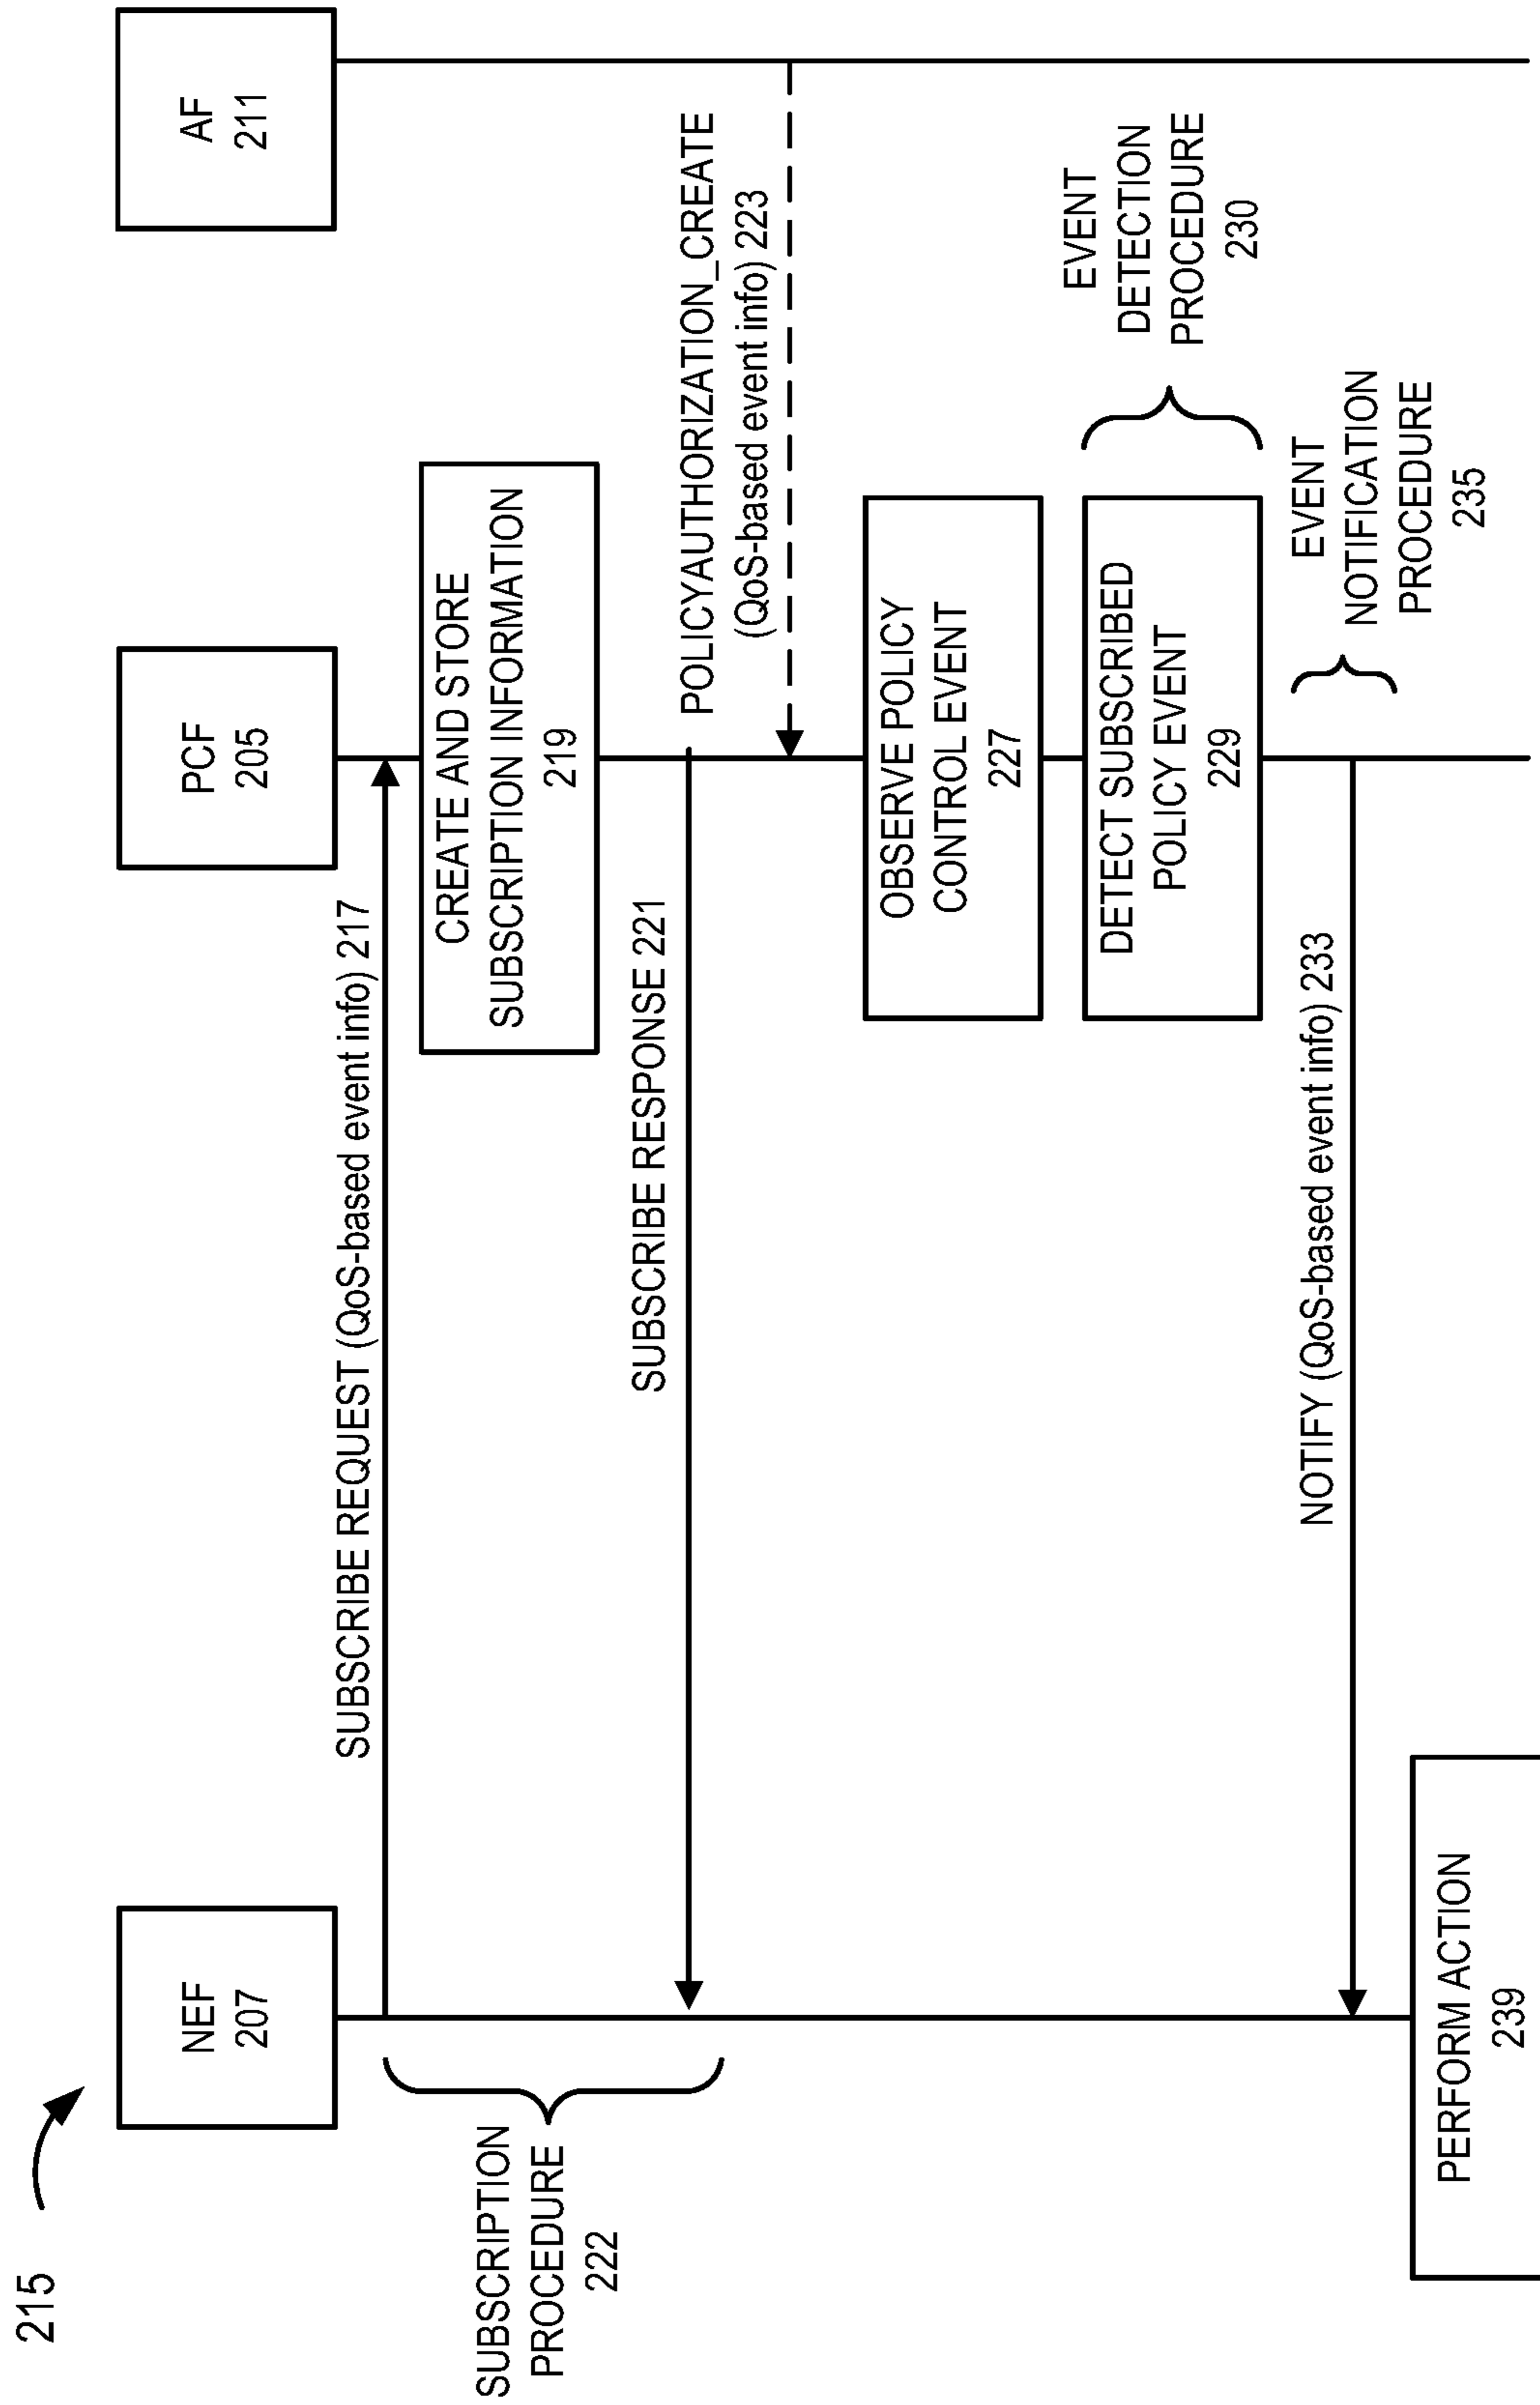 215
NEF
207
PCF
205
AF
211
SUBSCRIBE REQUEST (QoS-based event info) 217
CREATE AND STORE
SUBSCRIPTION INFORMATION
219
SUBSCRIPTION
PROCEDURE
222
SUBSCRIBE RESPONSE 221
POLICYAUTHORIZATION_CREATE
(QoS-based event info) 223
OBSERVE POLICY
CONTROL EVENT
227
DETECT SUBSCRIBED
POLICY EVENT
229
EVENT
DETECTION
PROCEDURE
230
NOTIFY (QoS-based event info) 233
EVENT
NOTIFICATION
PROCEDURE
235
PERFORM ACTION
239